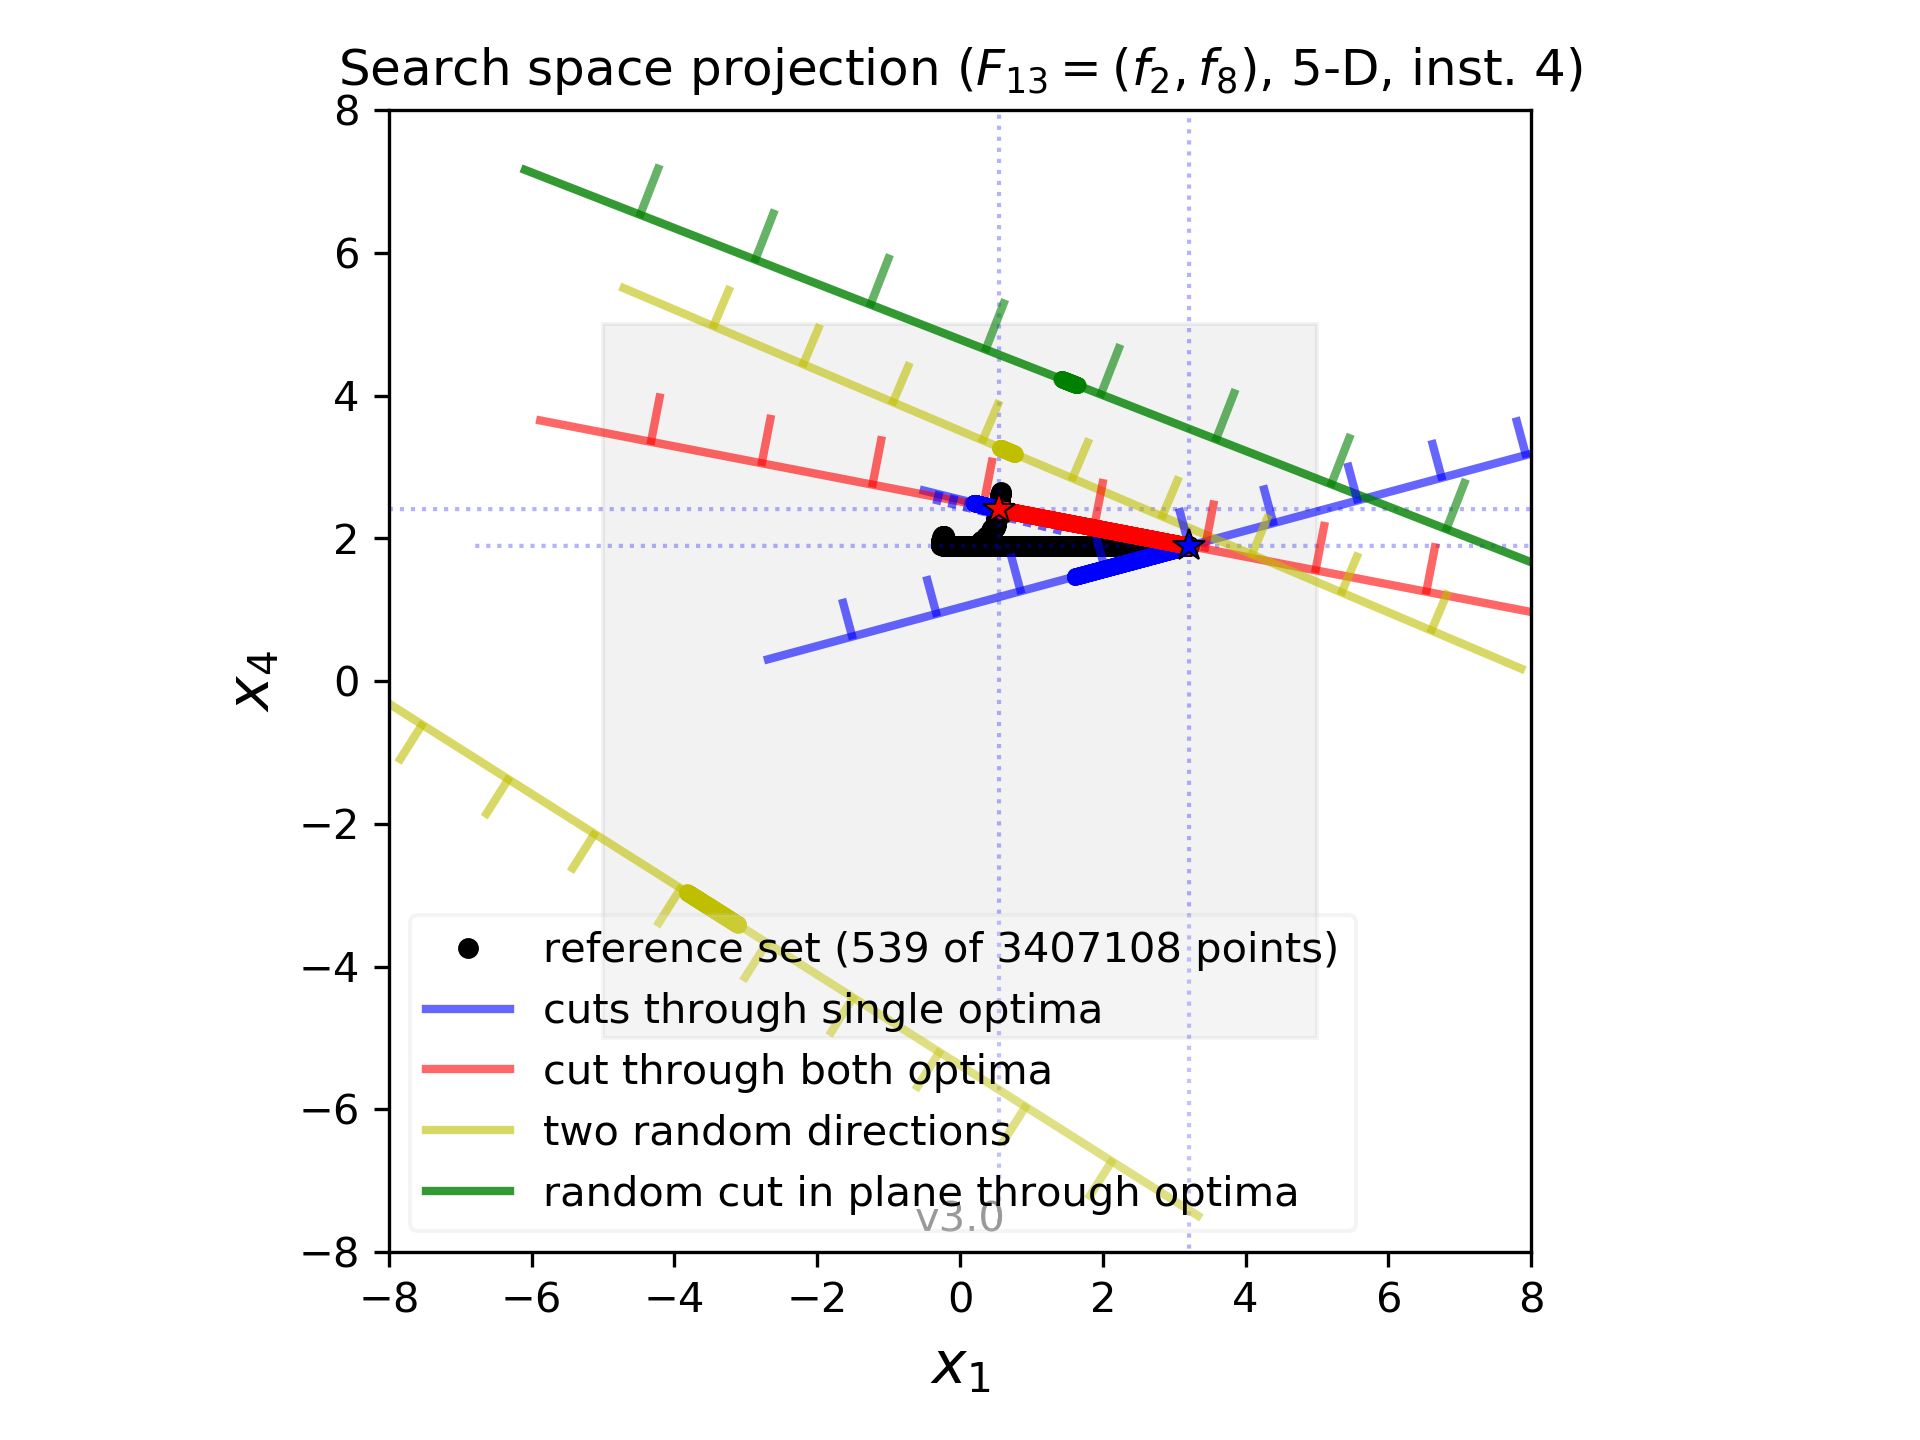 Search space projection (F₁₃ = (f₂, f₈), 5-D, inst. 4)
8
6
4
2
0
−2
−4
−6
−8
x₄
reference set (539 of 3407108 points)
cuts through single optima
cut through both optima
two random directions
random cut in plane through optima
v3.0
−8 −6 −4 −2 0 2 4 6 8
x₁